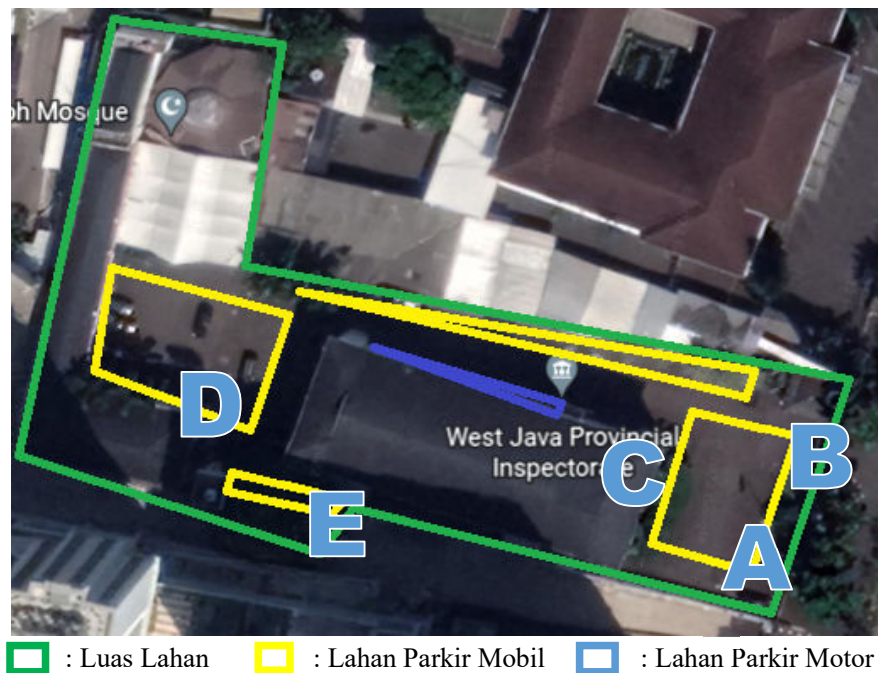 oh Mosque
West Java Provincial
Inspectorate
D
B
C
E
A
: Luas Lahan
: Lahan Parkir Mobil
: Lahan Parkir Motor